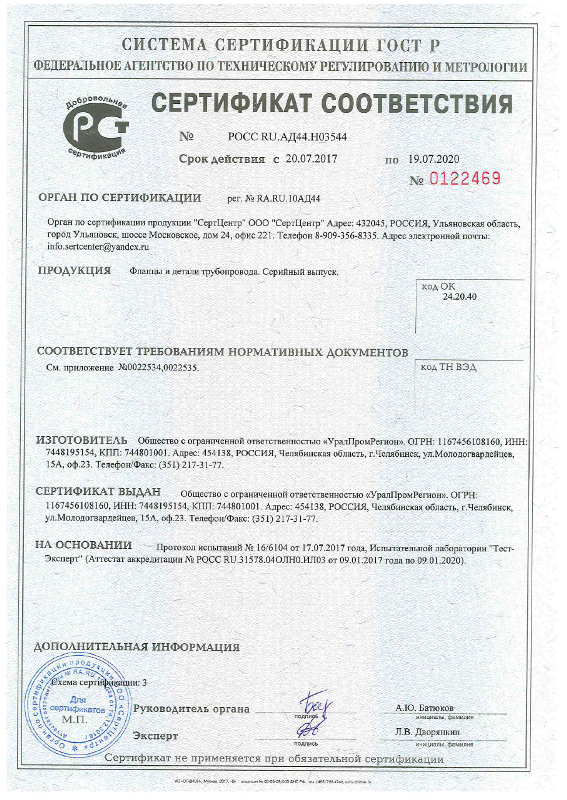 СИСТЕМА СЕРТИФИКАЦИИ ГОСТ Р
ФЕДЕРАЛЬНОЕ АГЕНТСТВО ПО ТЕХНИЧЕСКОМУ РЕГУЛИРОВАНИЮ И МЕТРОЛОГИИ
Добровольная
РСТ
сертификация
СЕРТИФИКАТ СООТВЕТСТВИЯ
№ РОСС RU.АД44.Н03544
Срок действия с 20.07.2017 по 19.07.2020
№ 0122469
ОРГАН ПО СЕРТИФИКАЦИИ рег. № RA.RU.10АД44
Орган по сертификации продукции "СертЦентр" ООО "СертЦентр" Адрес: 432045, РОССИЯ, Ульяновская область,
город Ульяновск, шоссе Московское, дом 24, офис 221. Телефон 8-909-356-8335. Адрес электронной почты:
info.sertcenter@yandex.ru
ПРОДУКЦИЯ Фланцы и детали трубопровода. Серийный выпуск.
код ОК
24.20.40
СООТВЕТСТВУЕТ ТРЕБОВАНИЯМ НОРМАТИВНЫХ ДОКУМЕНТОВ
См. приложение №0022534,0022535.
код ТН ВЭД
ИЗГОТОВИТЕЛЬ Общество с ограниченной ответственностью «УралПромРегион». ОГРН: 1167456108160, ИНН:
7448195154, КПП: 744801001. Адрес: 454138, РОССИЯ, Челябинская область, г.Челябинск, ул.Молодогвардейцев,
15А, оф.23. Телефон/Факс: (351) 217-31-77.
СЕРТИФИКАТ ВЫДАН Общество с ограниченной ответственностью «УралПромРегион». ОГРН:
1167456108160, ИНН: 7448195154, КПП: 744801001. Адрес: 454138, РОССИЯ, Челябинская область, г.Челябинск,
ул.Молодогвардейцев, 15А, оф.23. Телефон/Факс: (351) 217-31-77.
НА ОСНОВАНИИ Протокол испытаний № 16/6104 от 17.07.2017 года, Испытательной лаборатории "Тест-
Эксперт" (Аттестат аккредитации № РОСС RU.31578.04ОЛН0.ИЛ03 от 09.01.2017 года по 09.01.2020).
ДОПОЛНИТЕЛЬНАЯ ИНФОРМАЦИЯ
Схема сертификации: 3
Для
сертификатов
М.П.
Руководитель органа
подпись
А.Ю. Батюков
инициалы, фамилия
Эксперт
подпись
Л.В. Дворянкин
инициалы, фамилия
Сертификат не применяется при обязательной сертификации